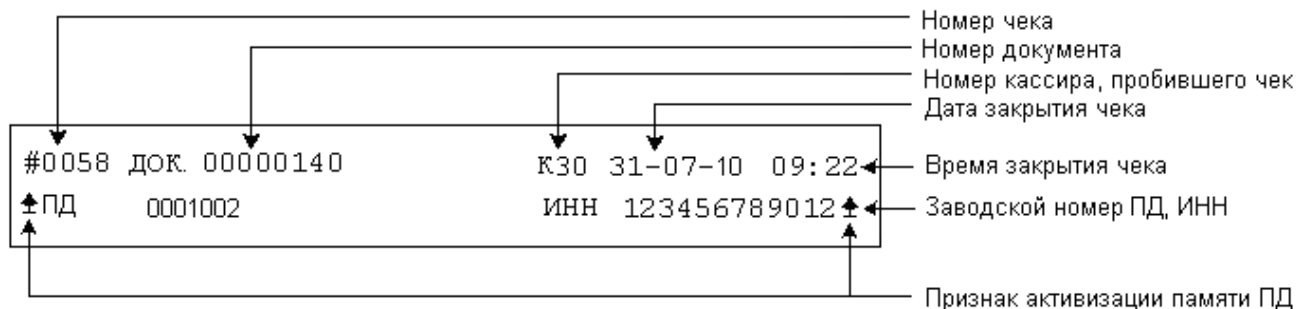 Номер чека
Номер документа
Номер кассира, пробившего чек
Дата закрытия чека
#0058 ДОК. 00000140 К30 31-07-10 09:22
Время закрытия чека
ПД 0001002 ИНН 123456789012
Заводской номер ПД, ИНН
Признак активизации памяти ПД